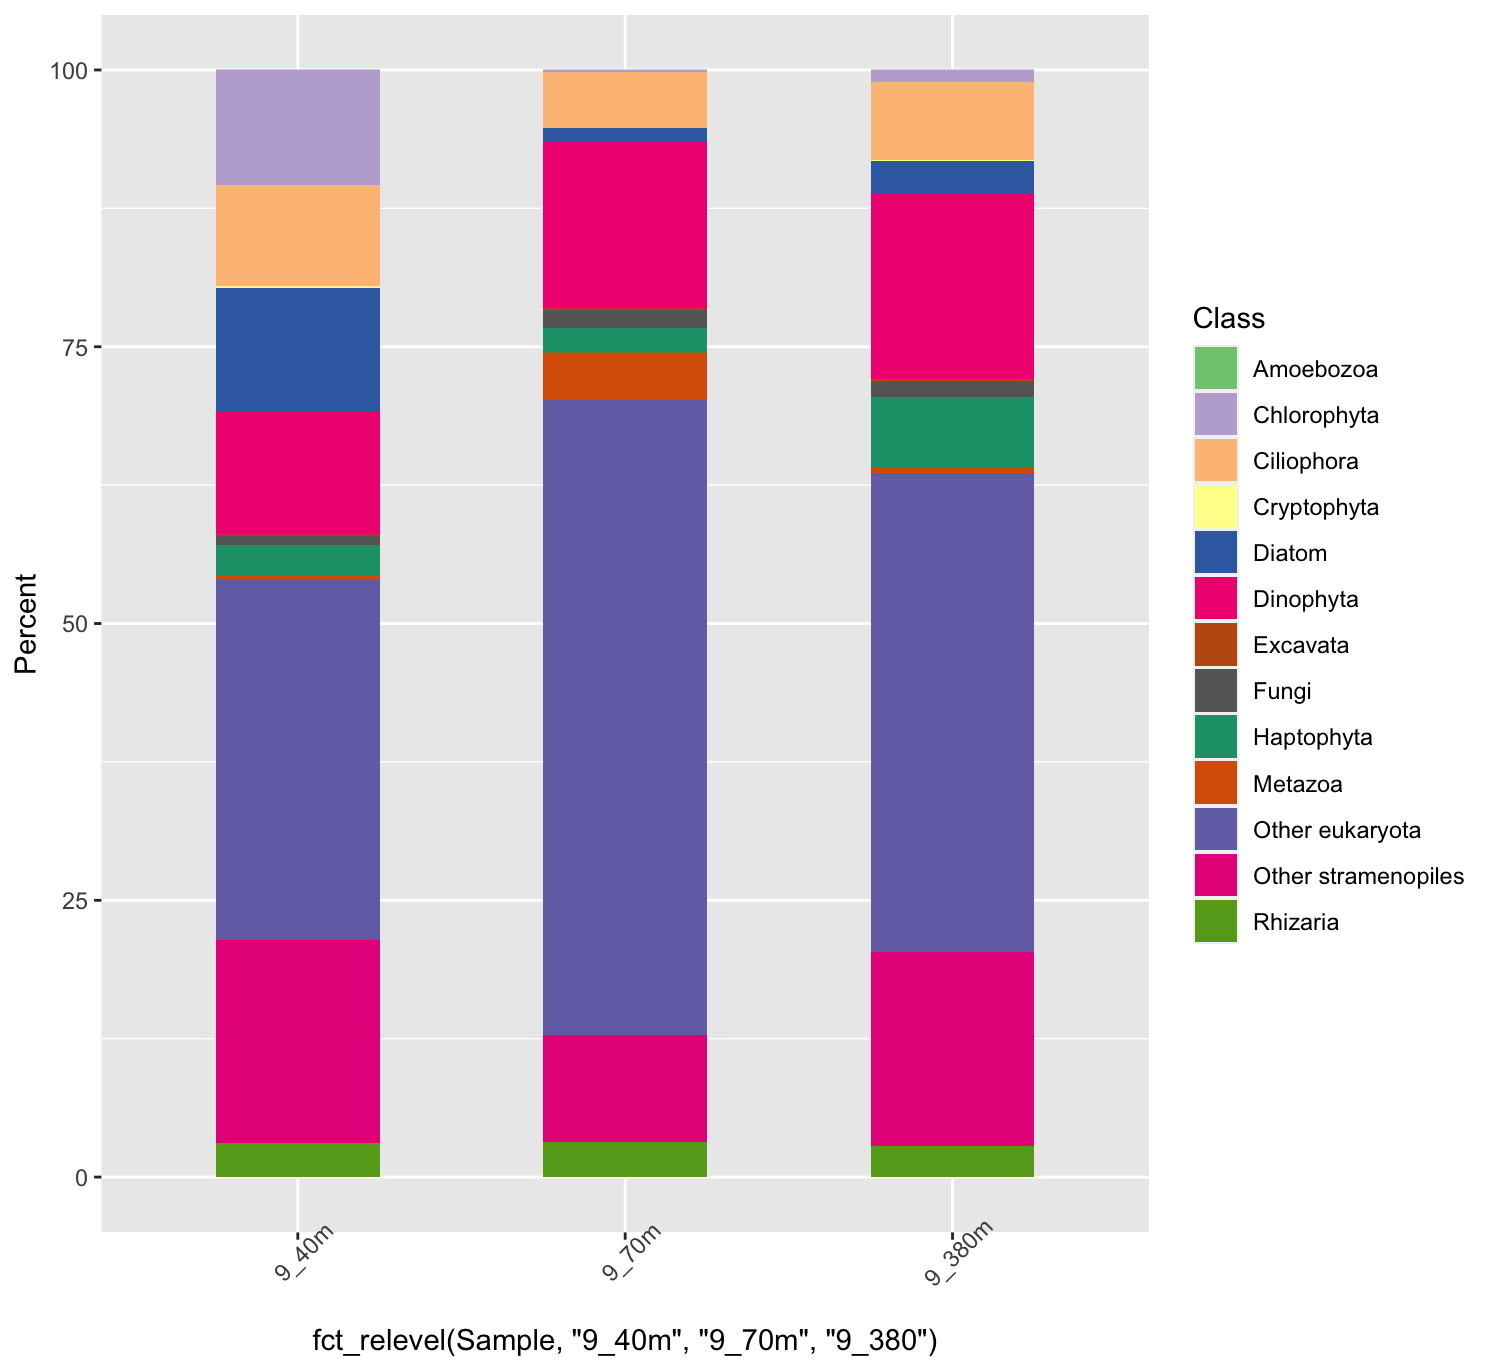 100
75
50
25
0
Percent
9_40m
9_70m
9_380m
fct_relevel(Sample, "9_40m", "9_70m", "9_380")
Class
Amoebozoa
Chlorophyta
Ciliophora
Cryptophyta
Diatom
Dinophyta
Excavata
Fungi
Haptophyta
Metazoa
Other eukaryota
Other stramenopiles
Rhizaria